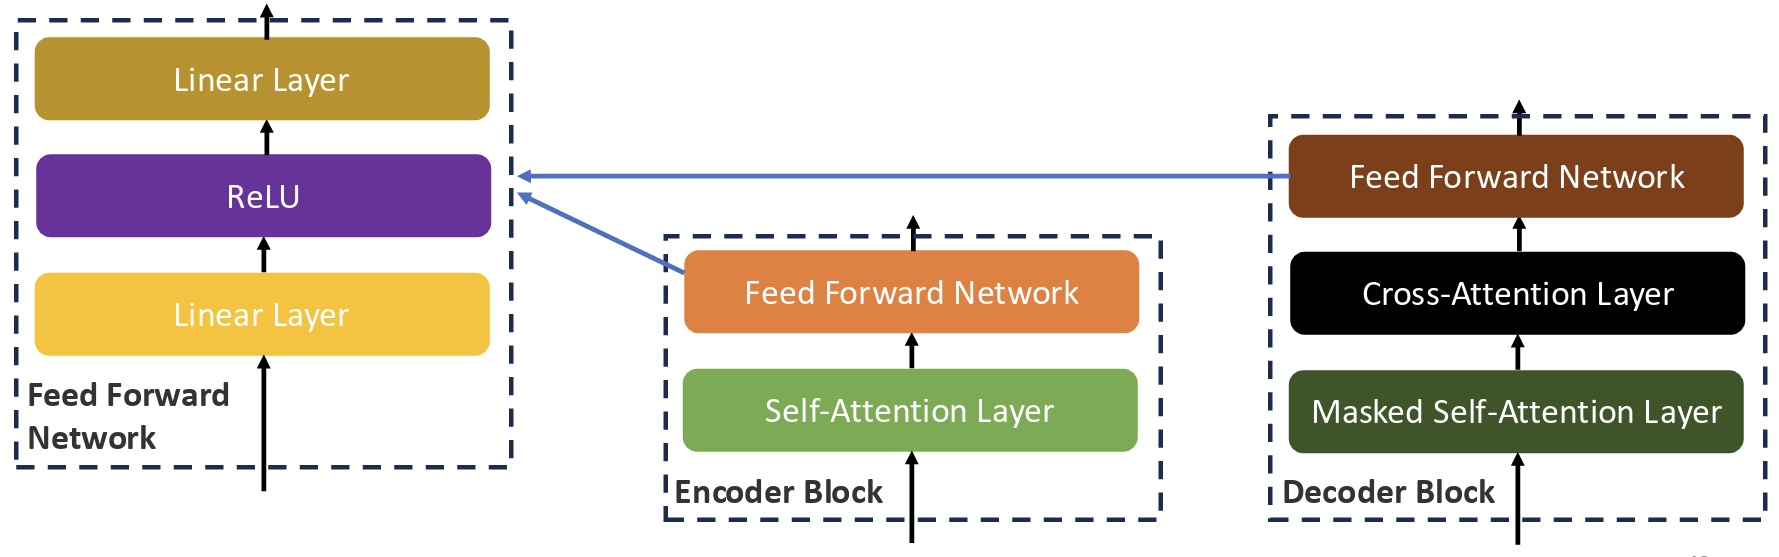 Linear Layer
ReLU
Linear Layer
Feed Forward
Network
Feed Forward Network
Self-Attention Layer
Encoder Block
Feed Forward Network
Cross-Attention Layer
Masked Self-Attention Layer
Decoder Block